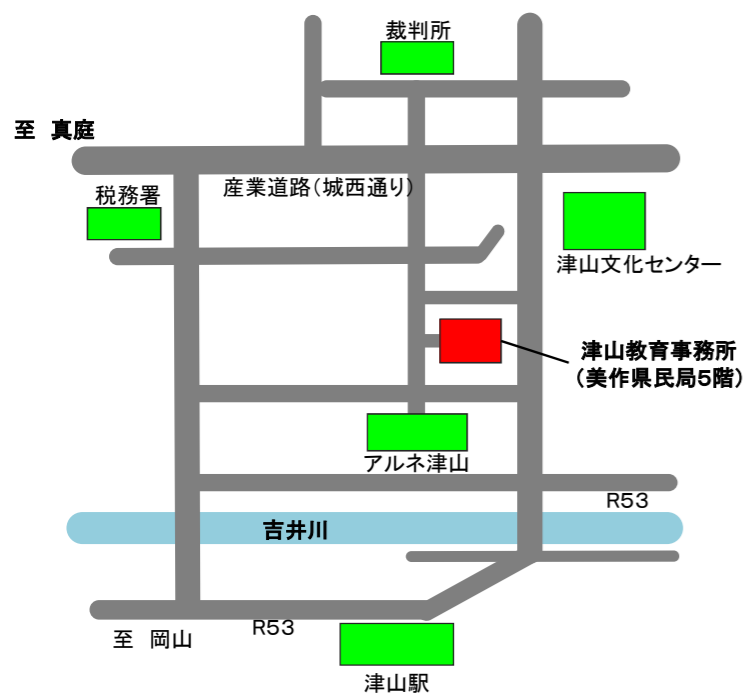 裁判所
至　真庭
産業道路（城西通り）
税務署
津山文化センター
津山教育事務所
（美作県民局5階）
アルネ津山
R53
吉井川
R53
至　岡山
津山駅